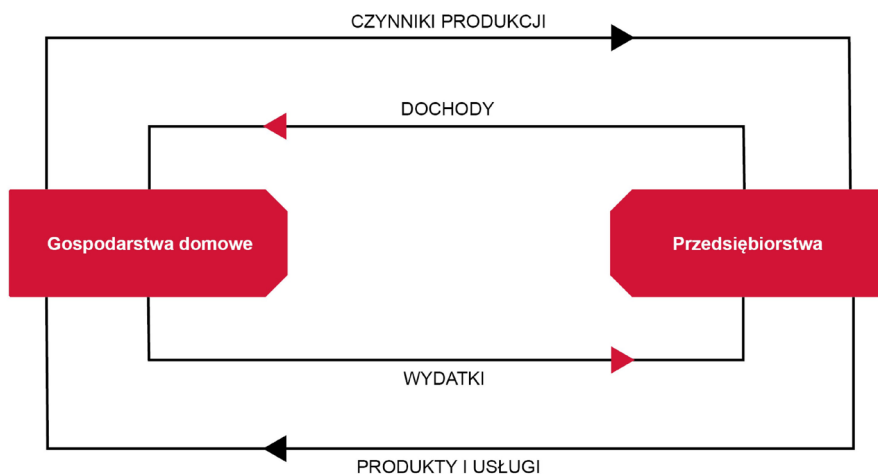 CZYNNIKI PRODUKCJI
DOCHODY
Gospodarstwa domowe
Przedsiębiorstwa
WYDATKI
PRODUKTY I USŁUGI